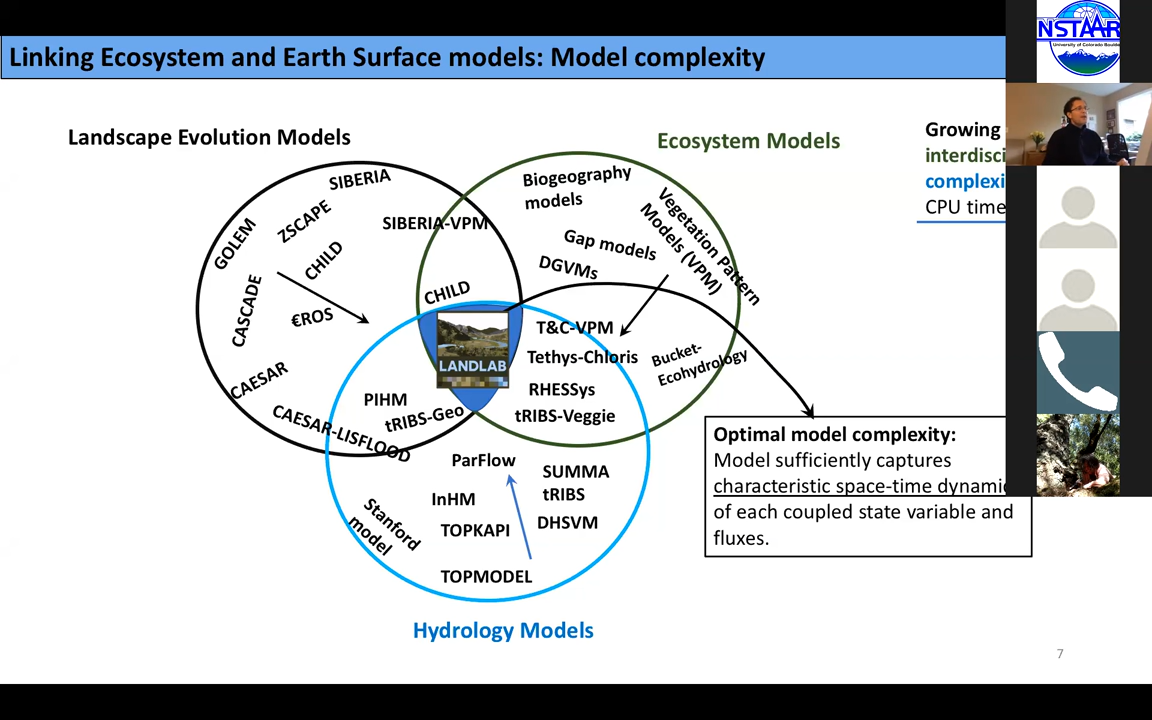 NSTAAR
University of Colorado Boulder
Linking Ecosystem and Earth Surface models: Model complexity
Landscape Evolution Models
Ecosystem Models
Growing
CPU time
SIBERIA
ZSCAPE
GOLEM
CHILD
SIBERIA-VPM
CASCADE
€ROS
CHILD
CAESAR
CAESAR-LISFLOOD
Biogeography
models
Vegetation Pattern
Models (VPM)
Gap models
DGVMs
LANDLAB
T&C-VPM
Tethys-Chloris
RHESSys
tRIBS-Veggie
Bucket-
Ecohydrology
PIHM
tRIBS-Geo
ParFlow
SUMMA
tRIBS
InHM
DHSVM
TOPKAPI
Stanford
model
TOPMODEL
Hydrology Models
Optimal model complexity:
Model sufficiently captures
characteristic space-time
of each coupled state variable and
fluxes.
7